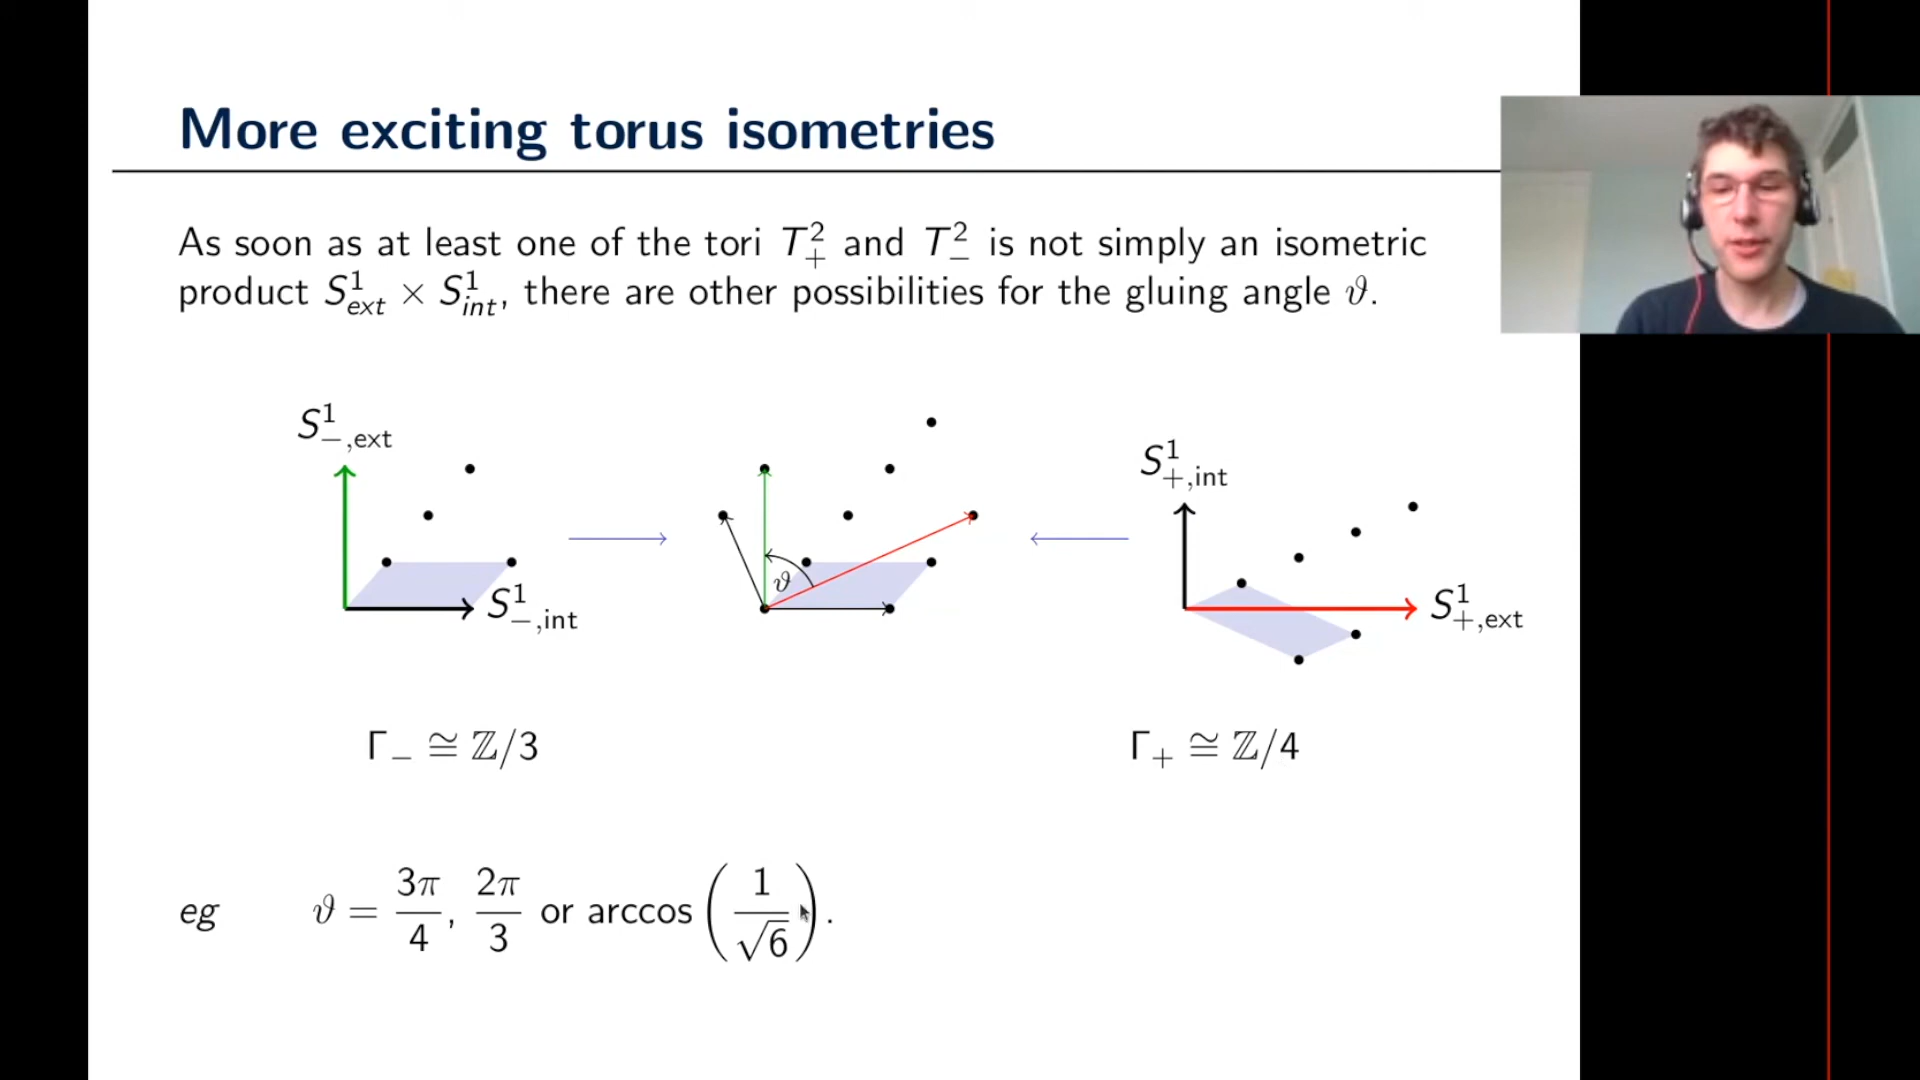 More exciting torus isometries
As soon as at least one of the tori T²₊ and T²₋ is not simply an isometric
product S¹ₑₓₜ × S¹ᵢₙₜ, there are other possibilities for the gluing angle ϑ.
S¹₋,ext
S¹₊,int
ϑ
S¹₋,int
S¹₊,ext
Γ₋ ≅ ℤ/3
Γ₊ ≅ ℤ/4
eg ϑ = 3π/4, 2π/3 or arccos(1/√6).